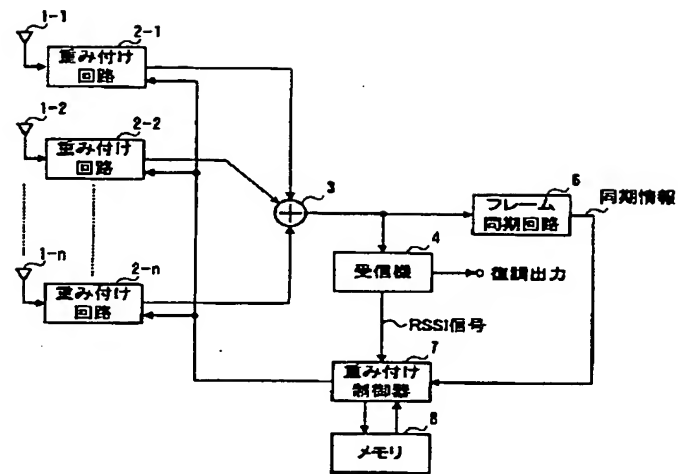 1-1
2-1
重み付け
回路
1-2
2-2
重み付け
回路
1-n
2-n
重み付け
回路
3
6
フレーム
同期回路
同期情報
4
受信機
復調出力
RSSI信号
7
重み付け
制御器
8
メモリ